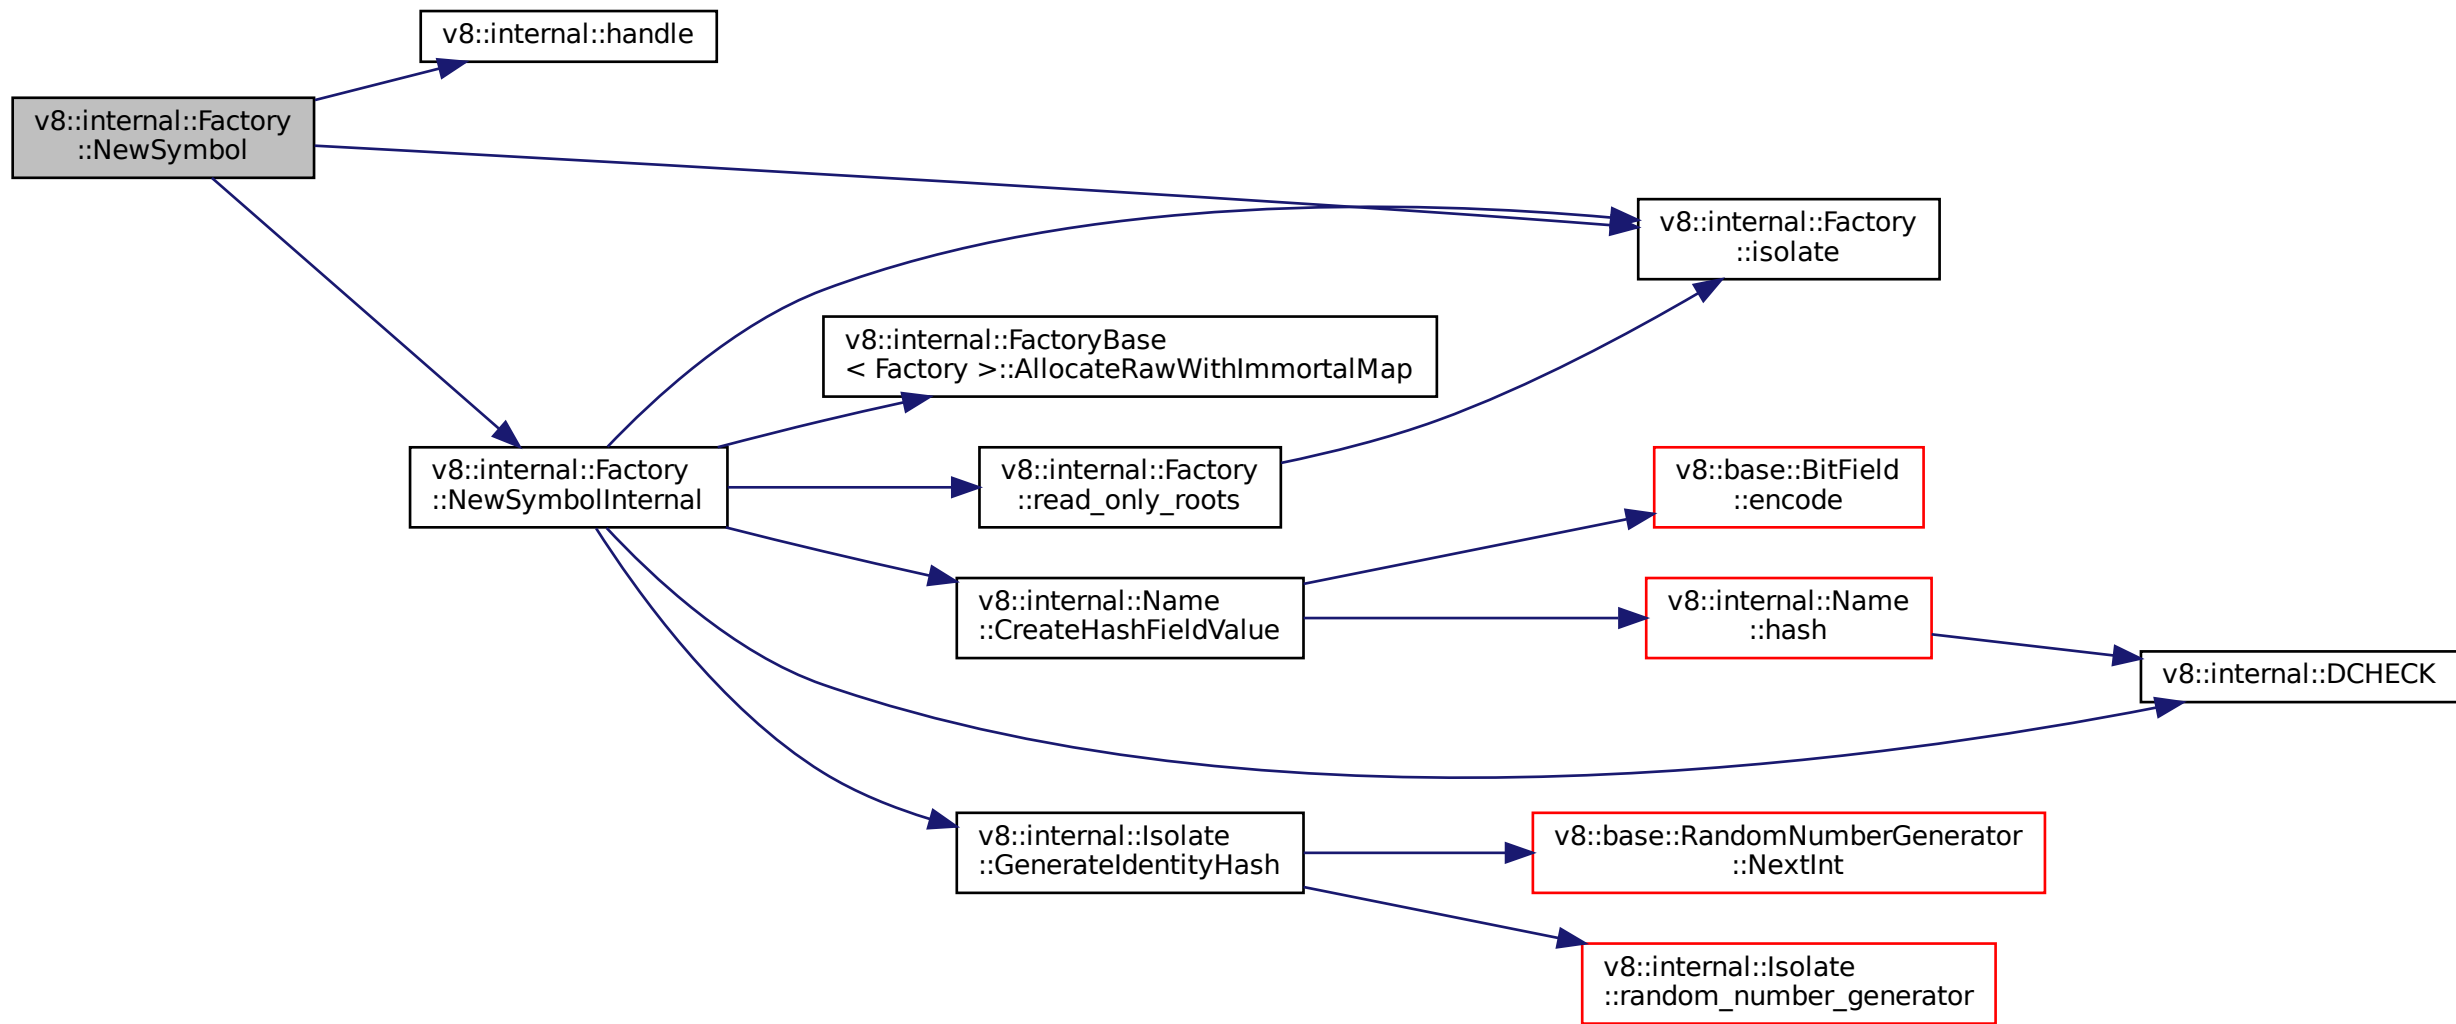 v8::internal::handle
v8::internal::Factory
::NewSymbol
v8::internal::Factory
::isolate
v8::internal::FactoryBase
< Factory >::AllocateRawWithImmortalMap
v8::internal::Factory
::NewSymbolInternal
v8::internal::Factory
::read_only_roots
v8::base::BitField
::encode
v8::internal::Name
::CreateHashFieldValue
v8::internal::Name
::hash
v8::internal::DCHECK
v8::internal::Isolate
::GenerateIdentityHash
v8::base::RandomNumberGenerator
::NextInt
v8::internal::Isolate
::random_number_generator